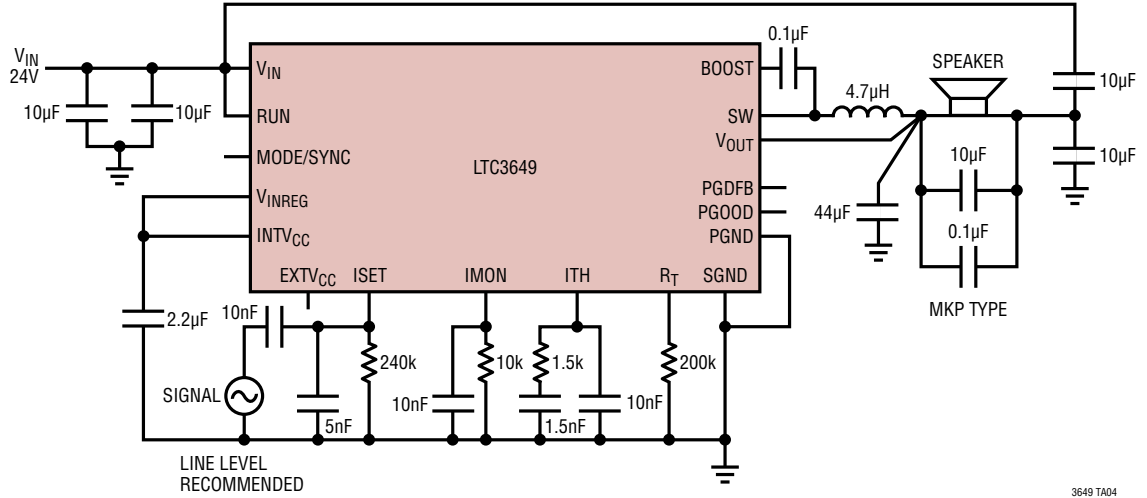 VIN
24V
10µF
10µF
VIN
RUN
MODE/SYNC
VINREG
INTVCC
EXTVCC
ISET
IMON
ITH
RT
SGND
LTC3649
BOOST
SW
VOUT
PGDFB
PGOOD
PGND
0.1µF
4.7µH
SPEAKER
10µF
10µF
44µF
10µF
0.1µF
MKP TYPE
2.2µF
10nF
SIGNAL
5nF
240k
10nF
10k
1.5k
1.5nF
10nF
200k
LINE LEVEL
RECOMMENDED
3649 TA04